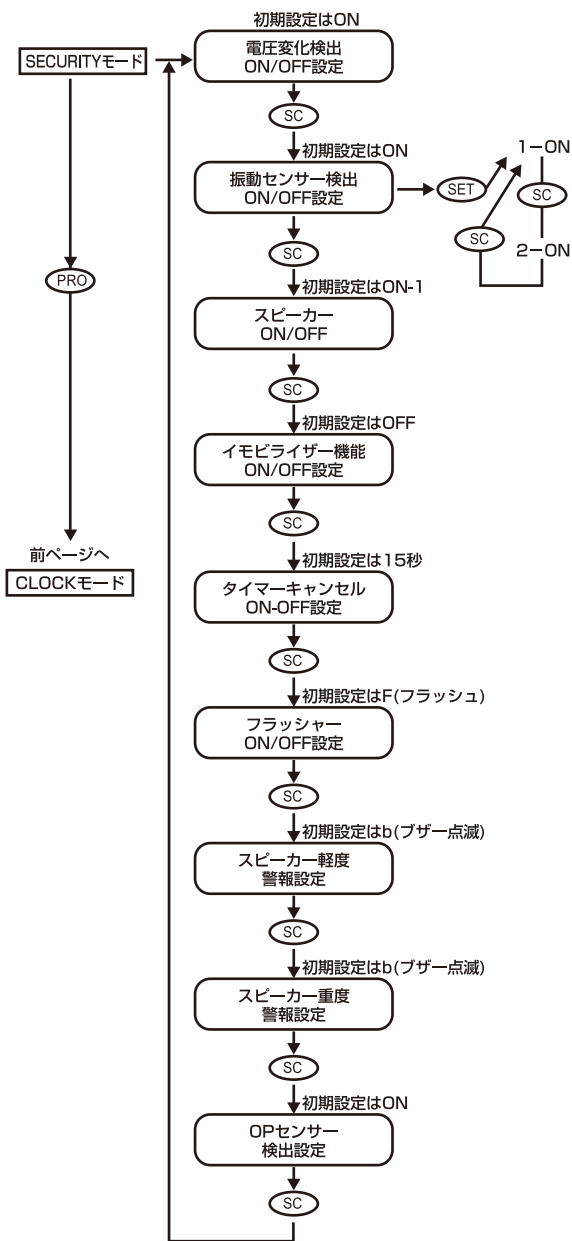 初期設定はON
SECURITYモード
電圧変化検出
ON/OFF設定
SC
初期設定はON
振動センサー検出
ON/OFF設定
SET
1-ON
SC
SC
2-ON
SC
PRO
初期設定はON-1
スピーカー
ON/OFF
SC
初期設定はOFF
イモビライザー機能
ON/OFF設定
SC
前ページへ
CLOCKモード
初期設定は15秒
タイマーキャンセル
ON-OFF設定
SC
初期設定はF(フラッシュ)
フラッシャー
ON/OFF設定
SC
初期設定はb(ブザー点滅)
スピーカー軽度
警報設定
SC
初期設定はb(ブザー点滅)
スピーカー重度
警報設定
SC
初期設定はON
OPセンサー
検出設定
SC